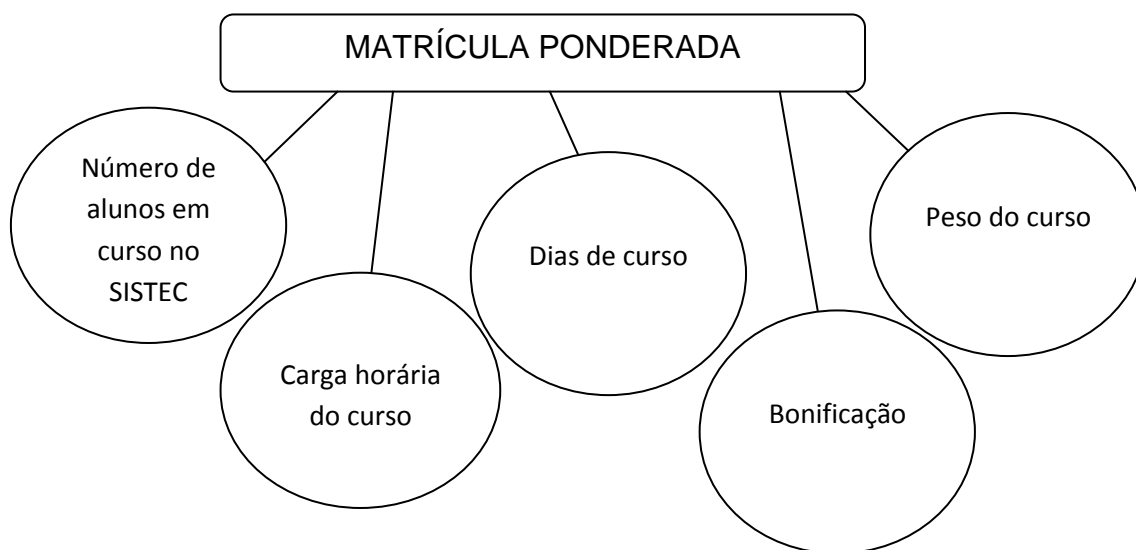 MATRÍCULA PONDERADA
Número de
alunos em
curso no
SISTEC
Carga horária
do curso
Dias de curso
Bonificação
Peso do curso